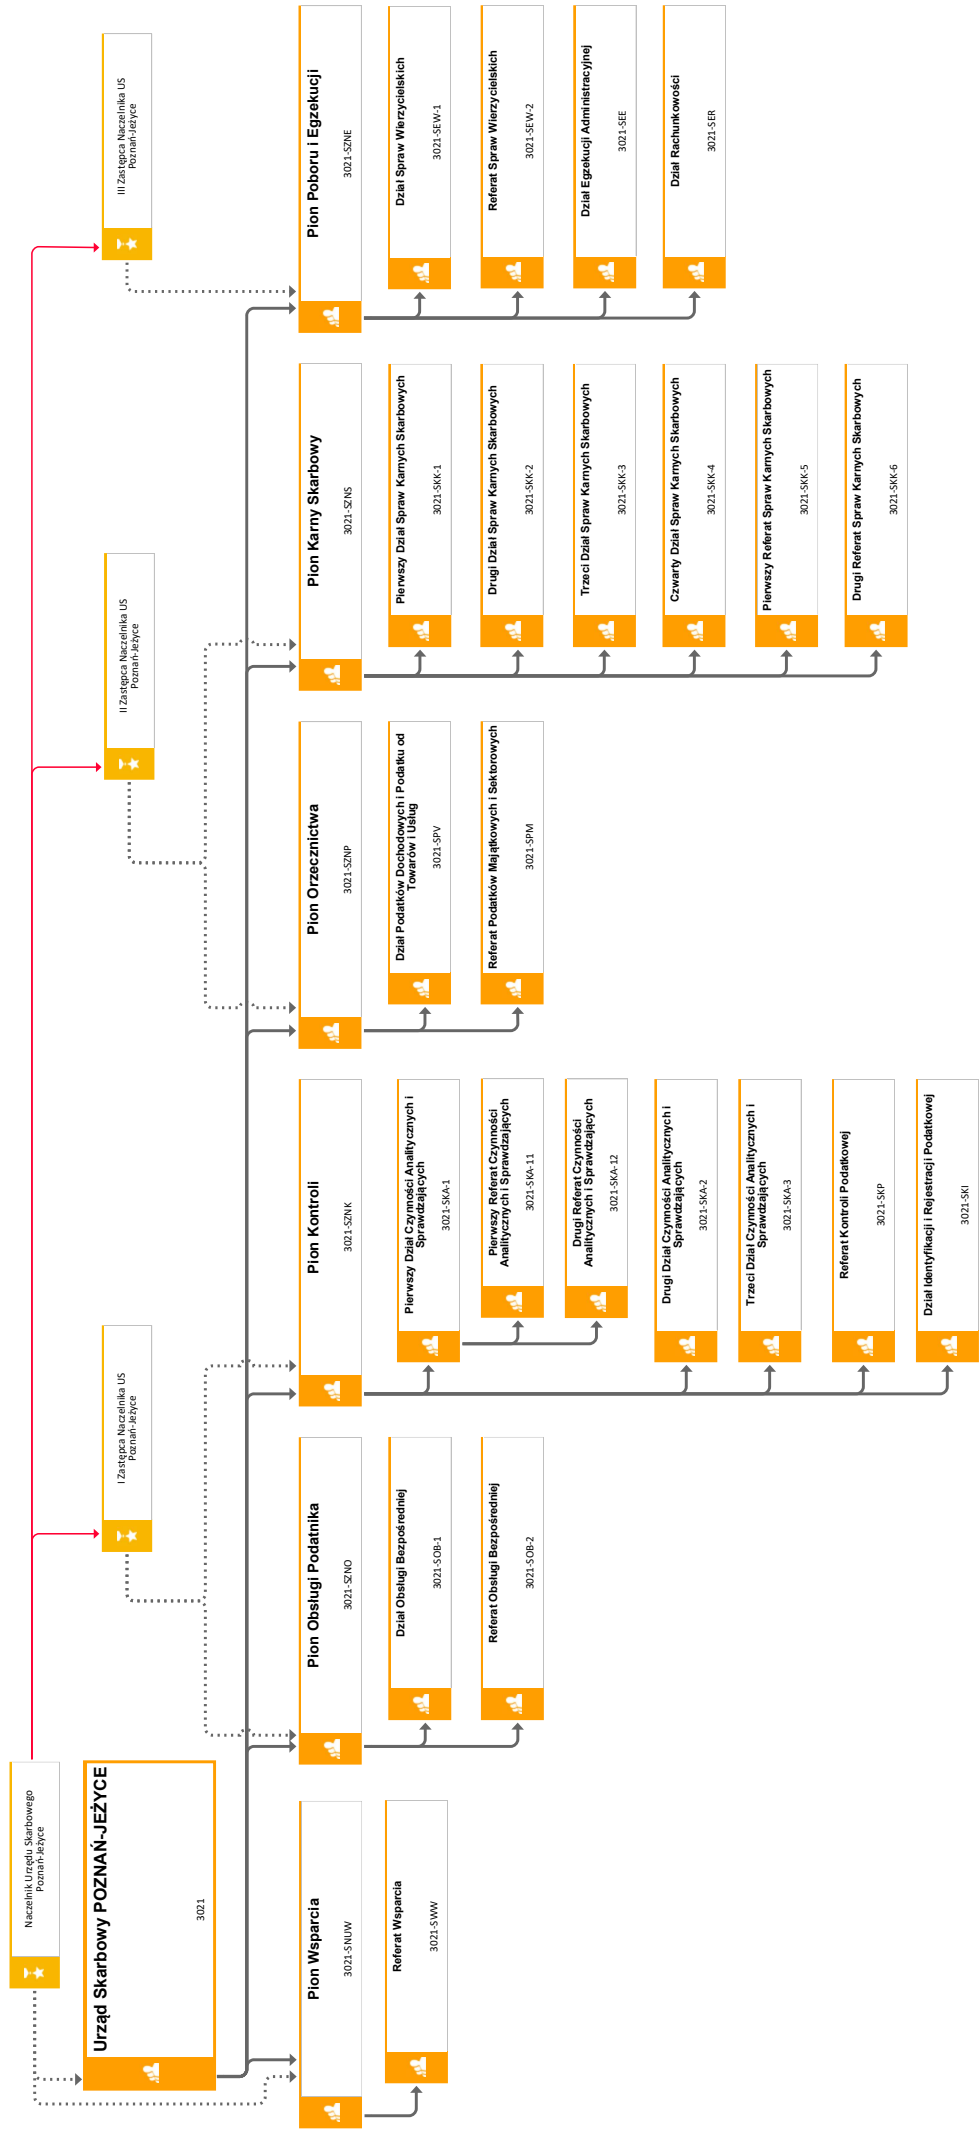 Naczelnik Urzędu Skarbowego
Poznań-Jeżyce
Urząd Skarbowy POZNAŃ-JEŻYCE
3021
I Zastępca Naczelnika US
Poznań-Jeżyce
II Zastępca Naczelnika US
Poznań-Jeżyce
III Zastępca Naczelnika US
Poznań-Jeżyce
Pion Wsparcia
3021-SNUW
Referat Wsparcia
3021-SWW
Pion Obsługi Podatnika
3021-SZNO
Dział Obsługi Bezpośredniej
3021-SOB-1
Referat Obsługi Bezpośredniej
3021-SOB-2
Pion Kontroli
3021-SZNK
Pierwszy Dział Czynności Analitycznych i
Sprawdzających
3021-SKA-1
Pierwszy Referat Czynności
Analitycznych i Sprawdzających
3021-SKA-11
Drugi Referat Czynności
Analitycznych i Sprawdzających
3021-SKA-12
Drugi Dział Czynności Analitycznych i
Sprawdzających
3021-SKA-2
Trzeci Dział Czynności Analitycznych i
Sprawdzających
3021-SKA-3
Referat Kontroli Podatkowej
3021-SKP
Dział Identyfikacji i Rejestracji Podatkowej
3021-SKI
Pion Orzecznictwa
3021-SZNP
Dział Podatków Dochodowych i Podatku od
Towarów i Usług
3021-SPV
Referat Podatków Majątkowych i Sektorowych
3021-SPM
Pion Karny Skarbowy
3021-SZNS
Pierwszy Dział Spraw Karnych Skarbowych
3021-SKK-1
Drugi Dział Spraw Karnych Skarbowych
3021-SKK-2
Trzeci Dział Spraw Karnych Skarbowych
3021-SKK-3
Czwarty Dział Spraw Karnych Skarbowych
3021-SKK-4
Pierwszy Referat Spraw Karnych Skarbowych
3021-SKK-5
Drugi Referat Spraw Karnych Skarbowych
3021-SKK-6
Pion Poboru i Egzekucji
3021-SZNE
Dział Spraw Wierzycielskich
3021-SEW-1
Referat Spraw Wierzycielskich
3021-SEW-2
Dział Egzekucji Administracyjnej
3021-SEE
Dział Rachunkowości
3021-SER